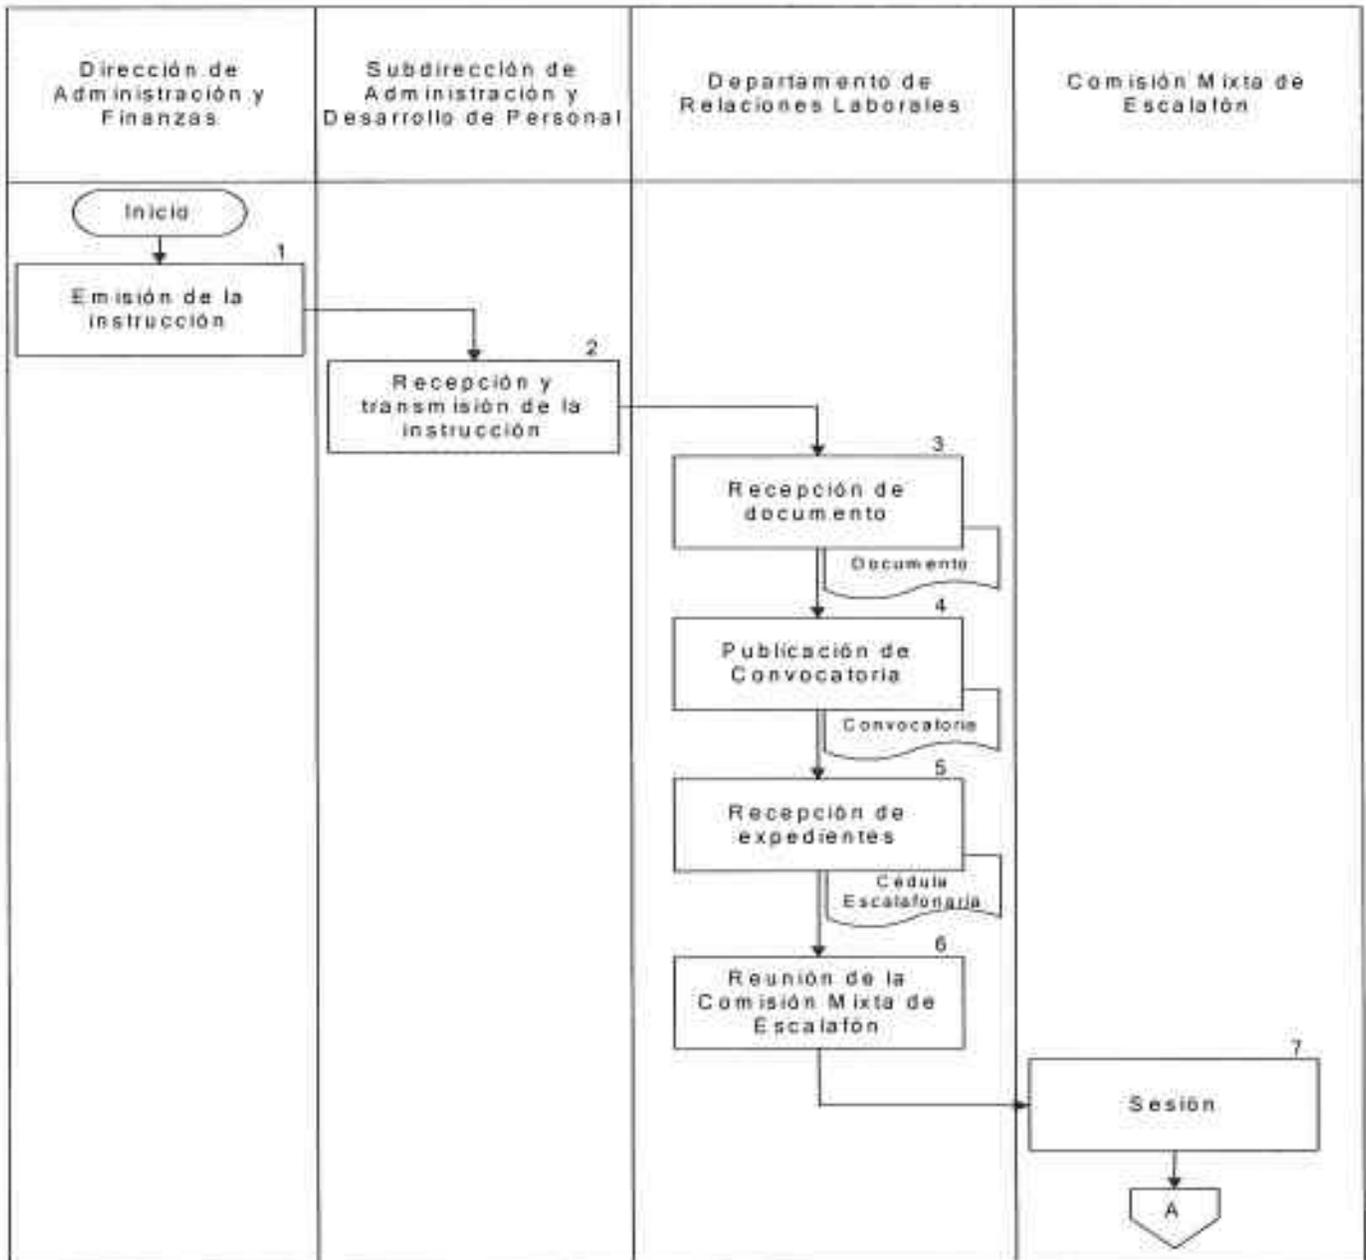 Dirección de
Administración y
Finanzas
Subdirección de
Administración y
Desarrollo de Personal
Departamento de
Relaciones Laborales
Comisión Mixta de
Escalafón
Inicio
1
Emisión de la
instrucción
2
Recepción y
transmisión de la
instrucción
3
Recepción de
documento
Documento
4
Publicación de
Convocatoria
Convocatoria
5
Recepción de
expedientes
Cédula
Escalafonaria
6
Reunión de la
Comisión Mixta de
Escalafón
7
Sesión
A